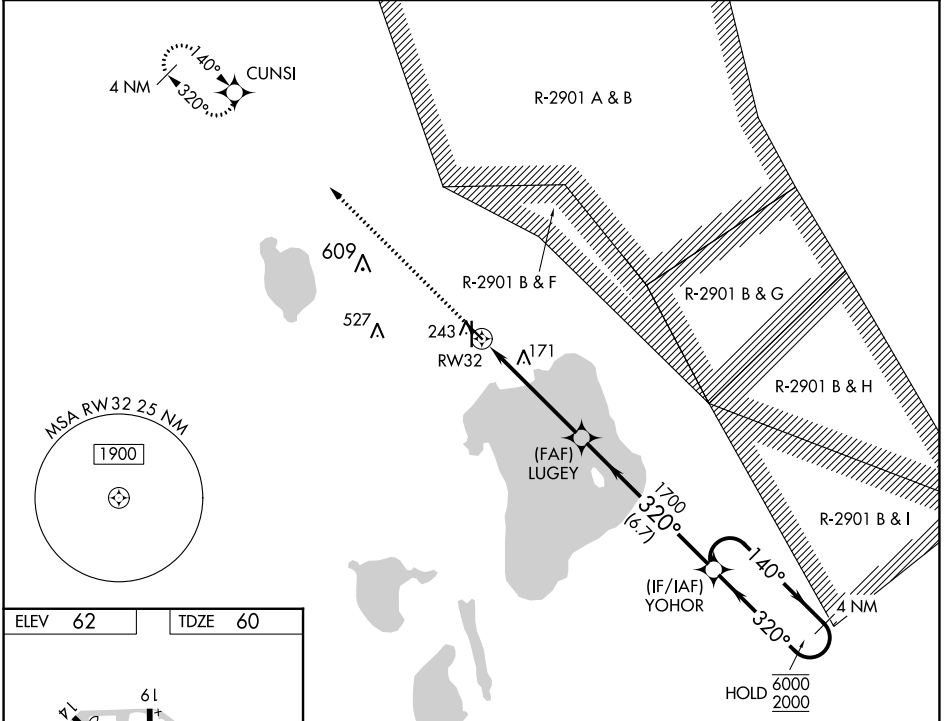 140°
CUNSI
4 NM
320°
R-2901 A & B
609
R-2901 B & F
R-2901 B & G
527
243
RW32
171
R-2901 B & H
MSA RW32 25 NM
1900
(FAF)
LUGEY
1700
320°
(6.7)
R-2901 B & I
140°
(IF/IAF)
YOHOR
4 NM
320°
HOLD 6000
2000
ELEV 62
TDZE 60
14
19